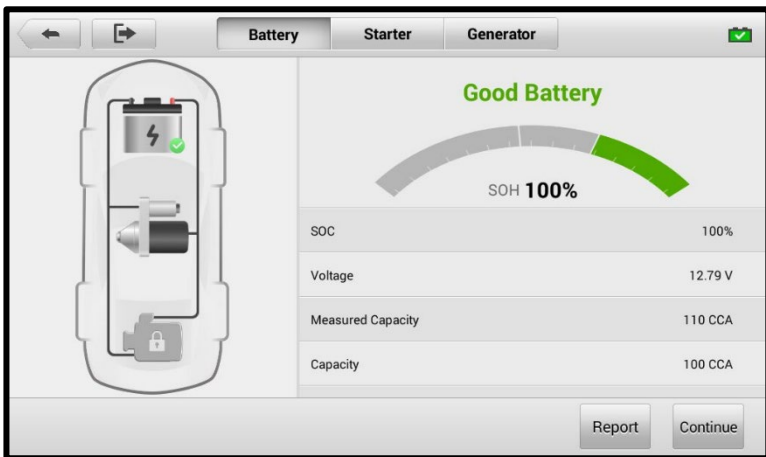 Battery Starter Generator
Good Battery
SOH 100%
SOC 100%
Voltage 12.79 V
Measured Capacity 110 CCA
Capacity 100 CCA
Report Continue